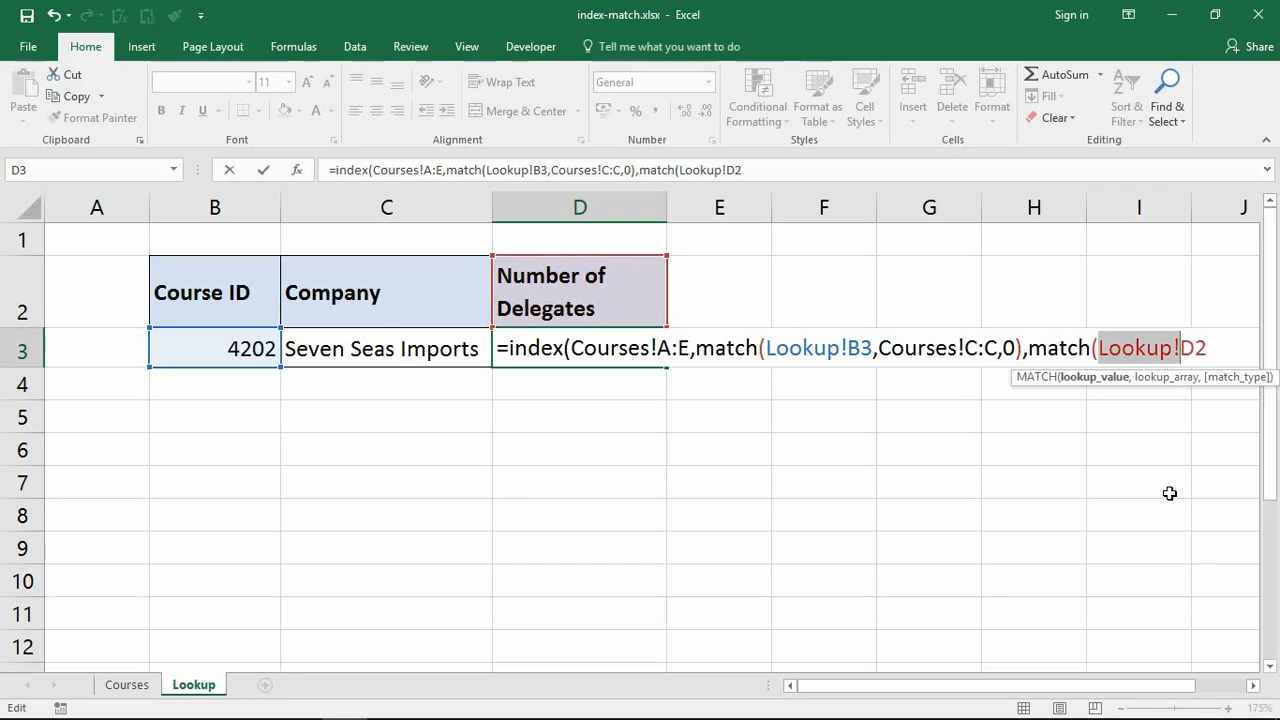 index-match.xlsx - Excel
Sign in
File Home Insert Page Layout Formulas Data Review View Developer Tell me what you want to do Share
Paste
Cut
Copy
Format Painter
Clipboard
11
B I U
Font
Wrap Text
Merge & Center
Alignment
General
%
Number
Conditional Formatting
Format as Table
Cell Styles
Styles
Insert
Delete
Format
Cells
AutoSum
Fill
Clear
Sort & Filter
Find & Select
Editing
D3
fx
=index(Courses!A:E,match(Lookup!B3,Courses!C:C,0),match(Lookup!D2
A B C D E F G H I J
1
2 Course ID Company Number of Delegates
3 4202 Seven Seas Imports =index(Courses!A:E,match(Lookup!B3,Courses!C:C,0),match(Lookup!D2
MATCH(lookup_value, lookup_array, [match_type])
4
5
6
7
8
9
10
11
12
Courses Lookup
Edit
175%